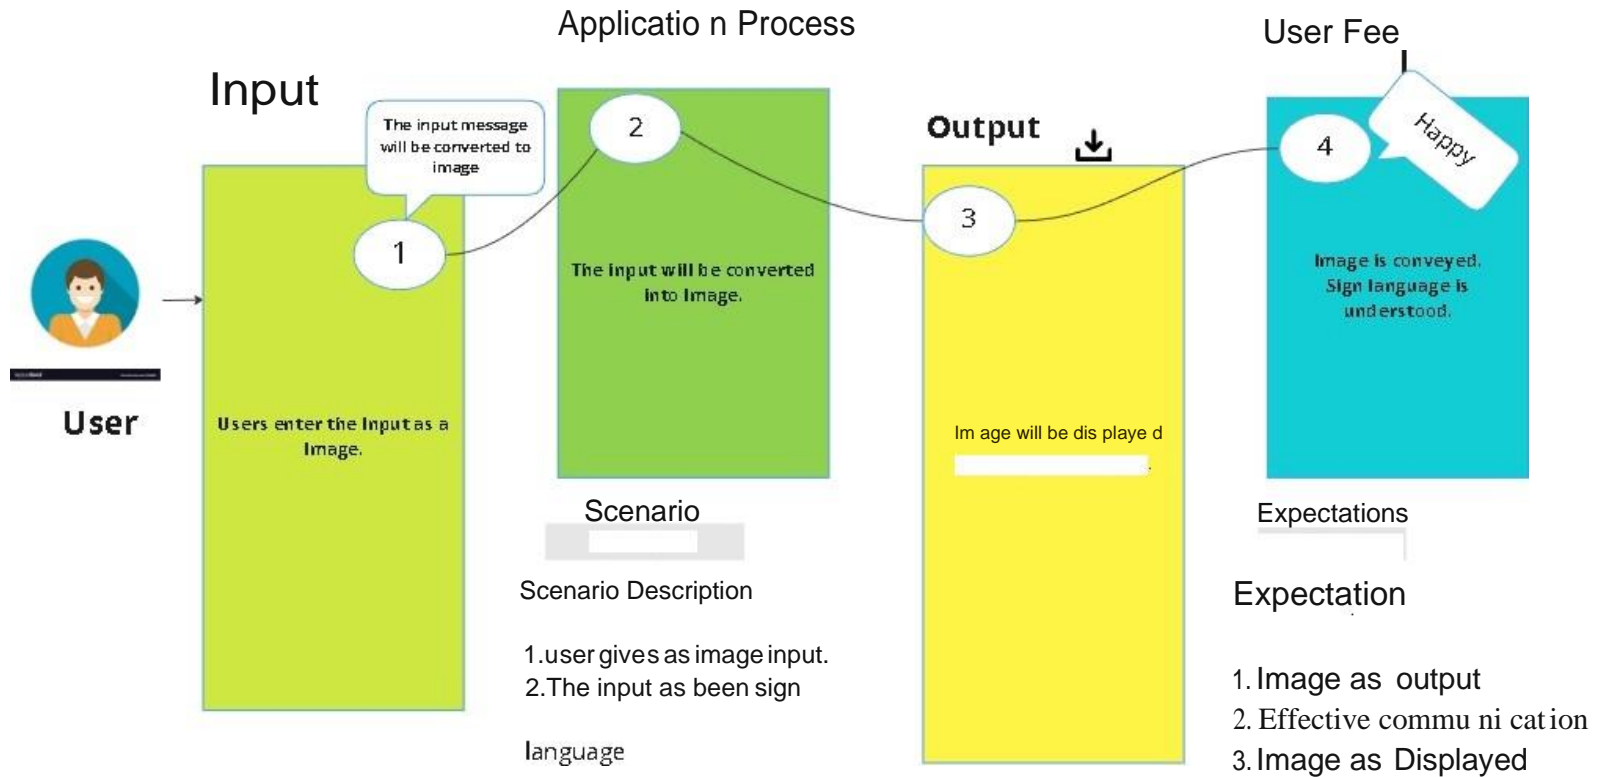 Applicatio n Process
User Fee
Input
The input message
will be converted to
image
1
2
Output
3
4
Happy
The Input will be converted
into Image.
Image is conveyed.
Sign language is
understood.
User
Users enter the Input as a
Image.
Im age will be dis playe d
.
Scenario
Scenario Description
1.user gives as image input.
2.The input as been sign
language
Expectations
Expectation
1. Image as output
2. Effective commu ni cation
3. Image as Displayed